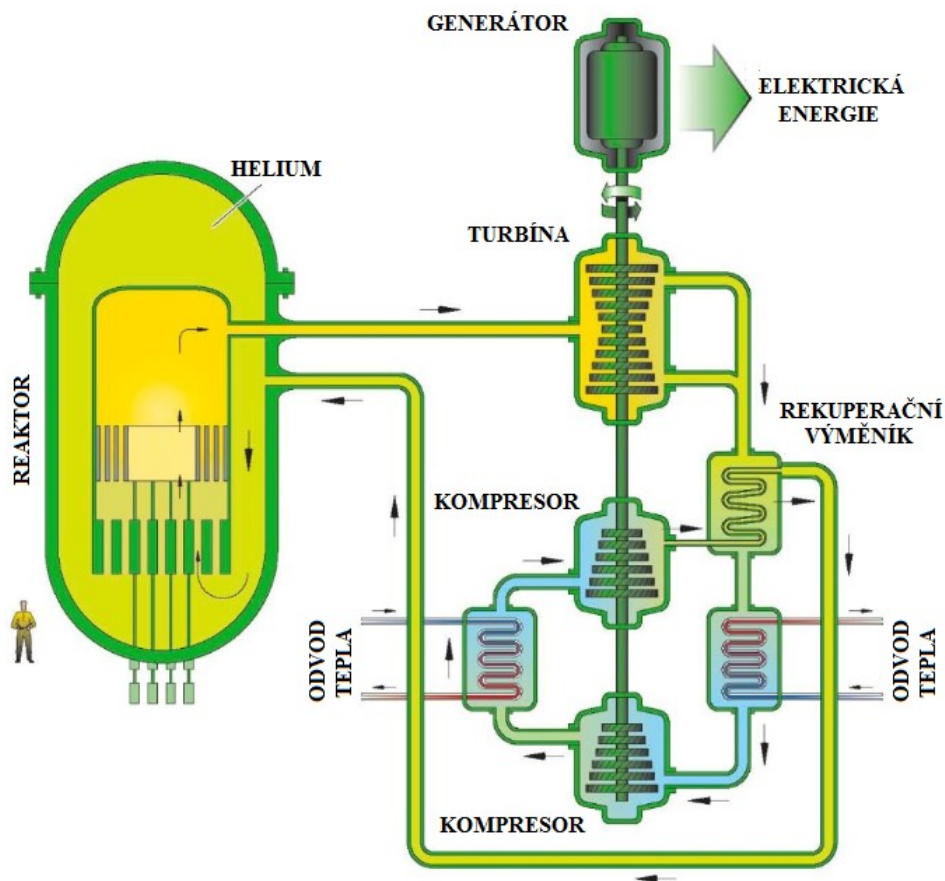 GENERÁTOR
ELEKTRICKÁ
ENERGIE
HELIUM
TURBÍNA
REAKTOR
REKUPERAČNÍ
VÝMĚNÍK
KOMPRESOR
ODVOD
TEPLA
ODVOD
TEPLA
KOMPRESOR